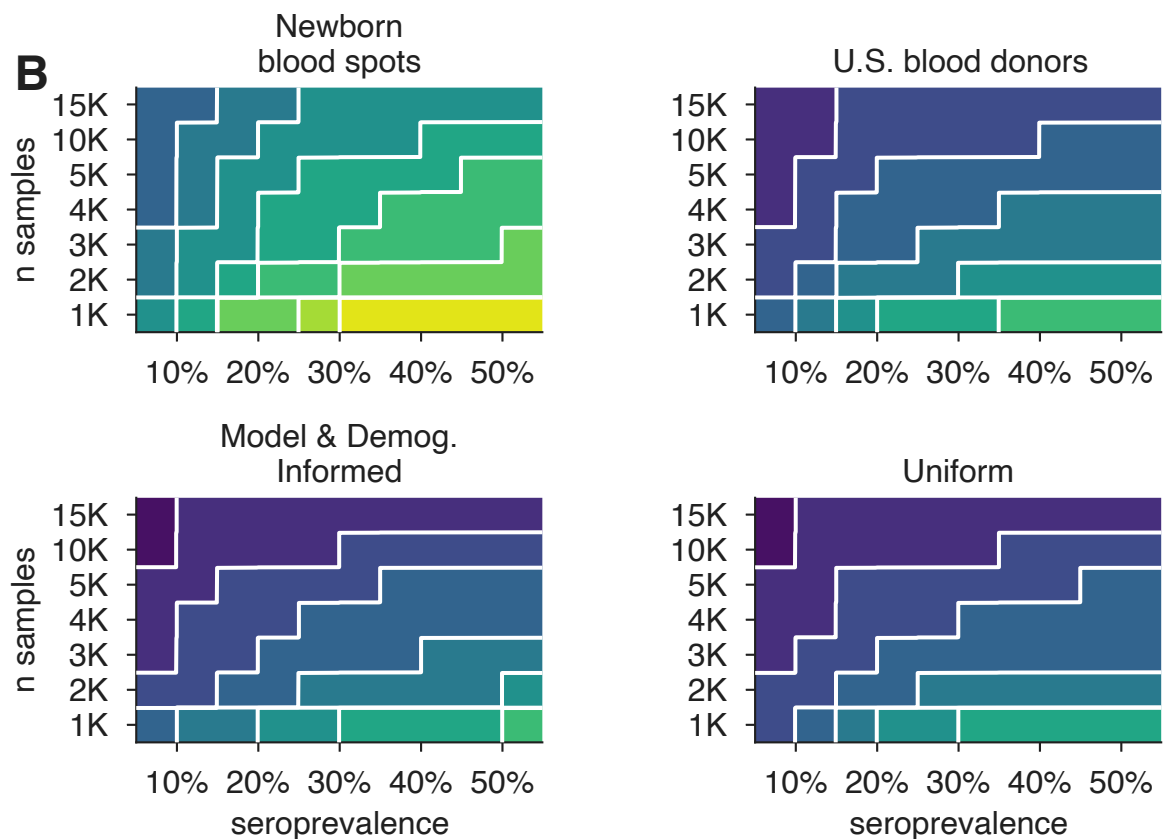 B
Newborn
blood spots
n samples
15K
10K
5K
4K
3K
2K
1K
10% 20% 30% 40% 50%
U.S. blood donors
15K
10K
5K
4K
3K
2K
1K
10% 20% 30% 40% 50%
Model & Demog.
Informed
n samples
15K
10K
5K
4K
3K
2K
1K
10% 20% 30% 40% 50%
seroprevalence
Uniform
15K
10K
5K
4K
3K
2K
1K
10% 20% 30% 40% 50%
seroprevalence